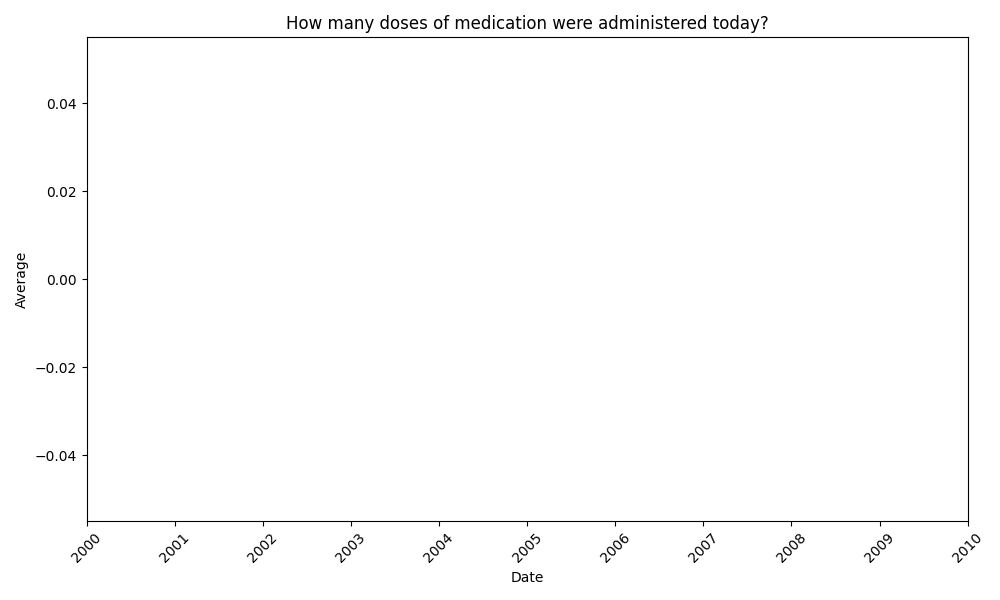 How many doses of medication were administered today?
0.04
0.02
0.00
−0.02
−0.04
Average
2000 2001 2002 2003 2004 2005 2006 2007 2008 2009 2010
Date